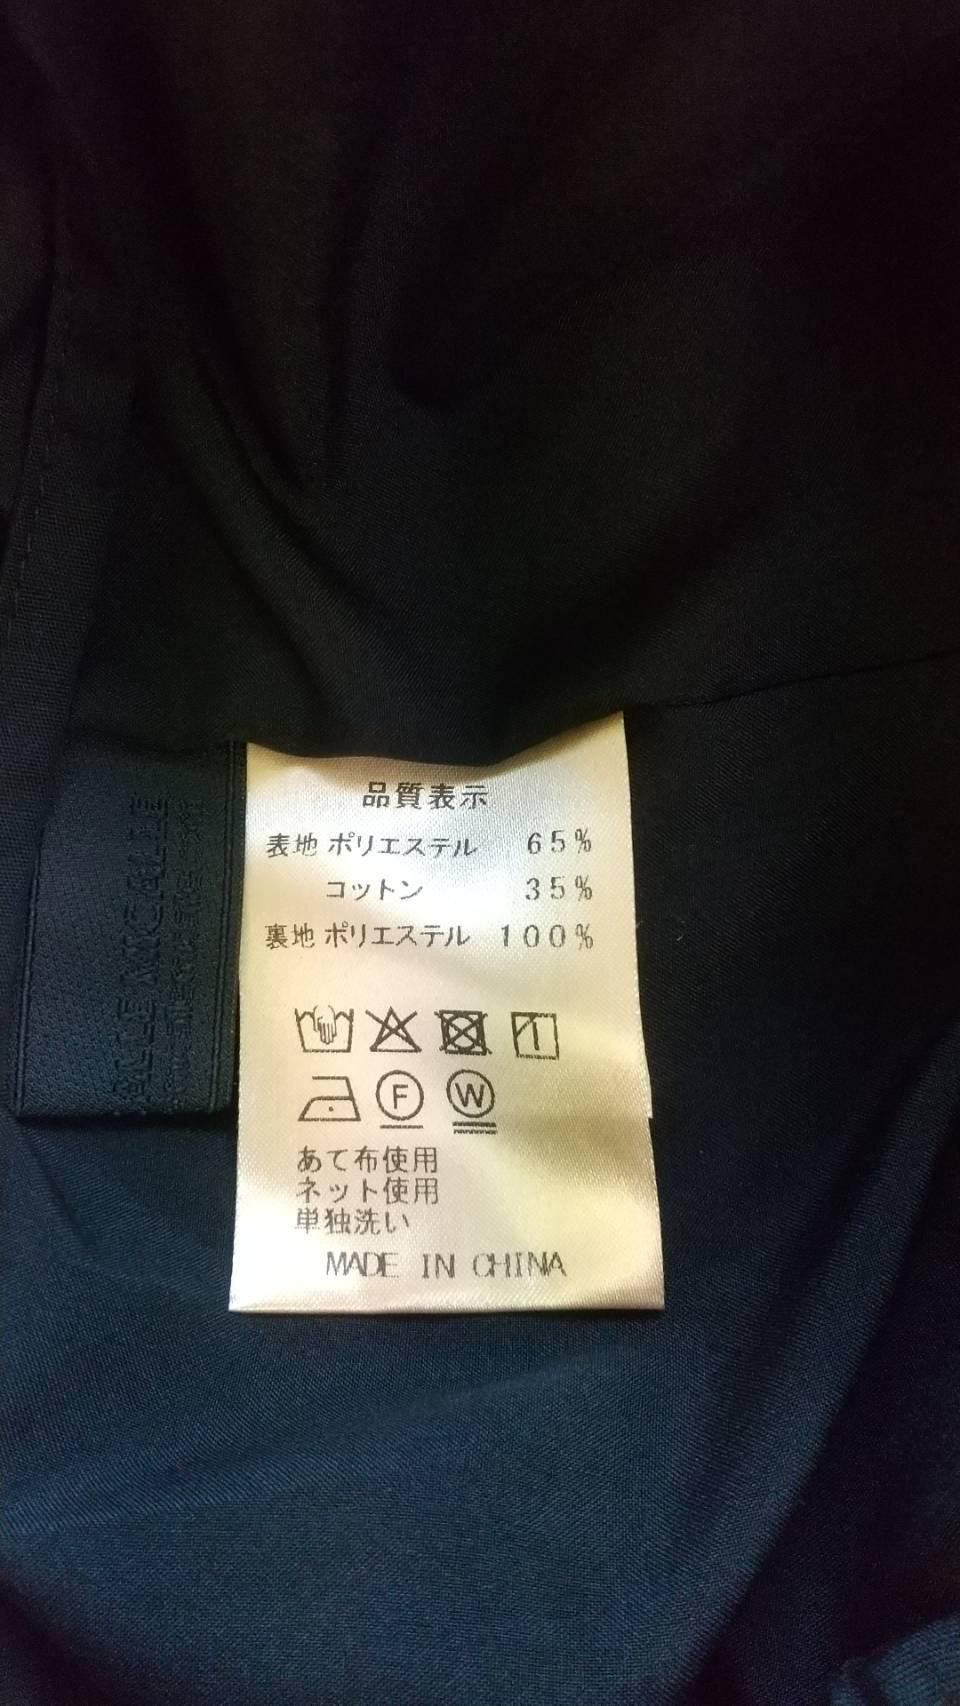 品質表示
表地 ポリエステル 65%
コットン 35%
裏地 ポリエステル 100%
F W
あて布使用
ネット使用
単独洗い
MADE IN CHINA